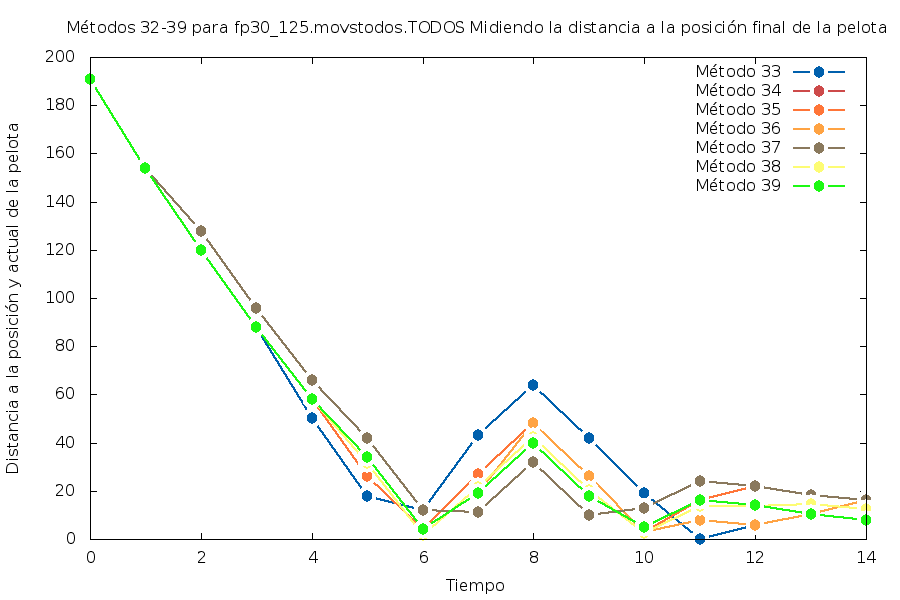 Métodos 32-39 para fp30_125.movstodos.TODOS Midiendo la distancia a la posición final de la pelota
Distancia a la posición y actual de la pelota
200
180
160
140
120
100
80
60
40
20
0
Método 33
Método 34
Método 35
Método 36
Método 37
Método 38
Método 39
0 2 4 6 8 10 12 14
Tiempo